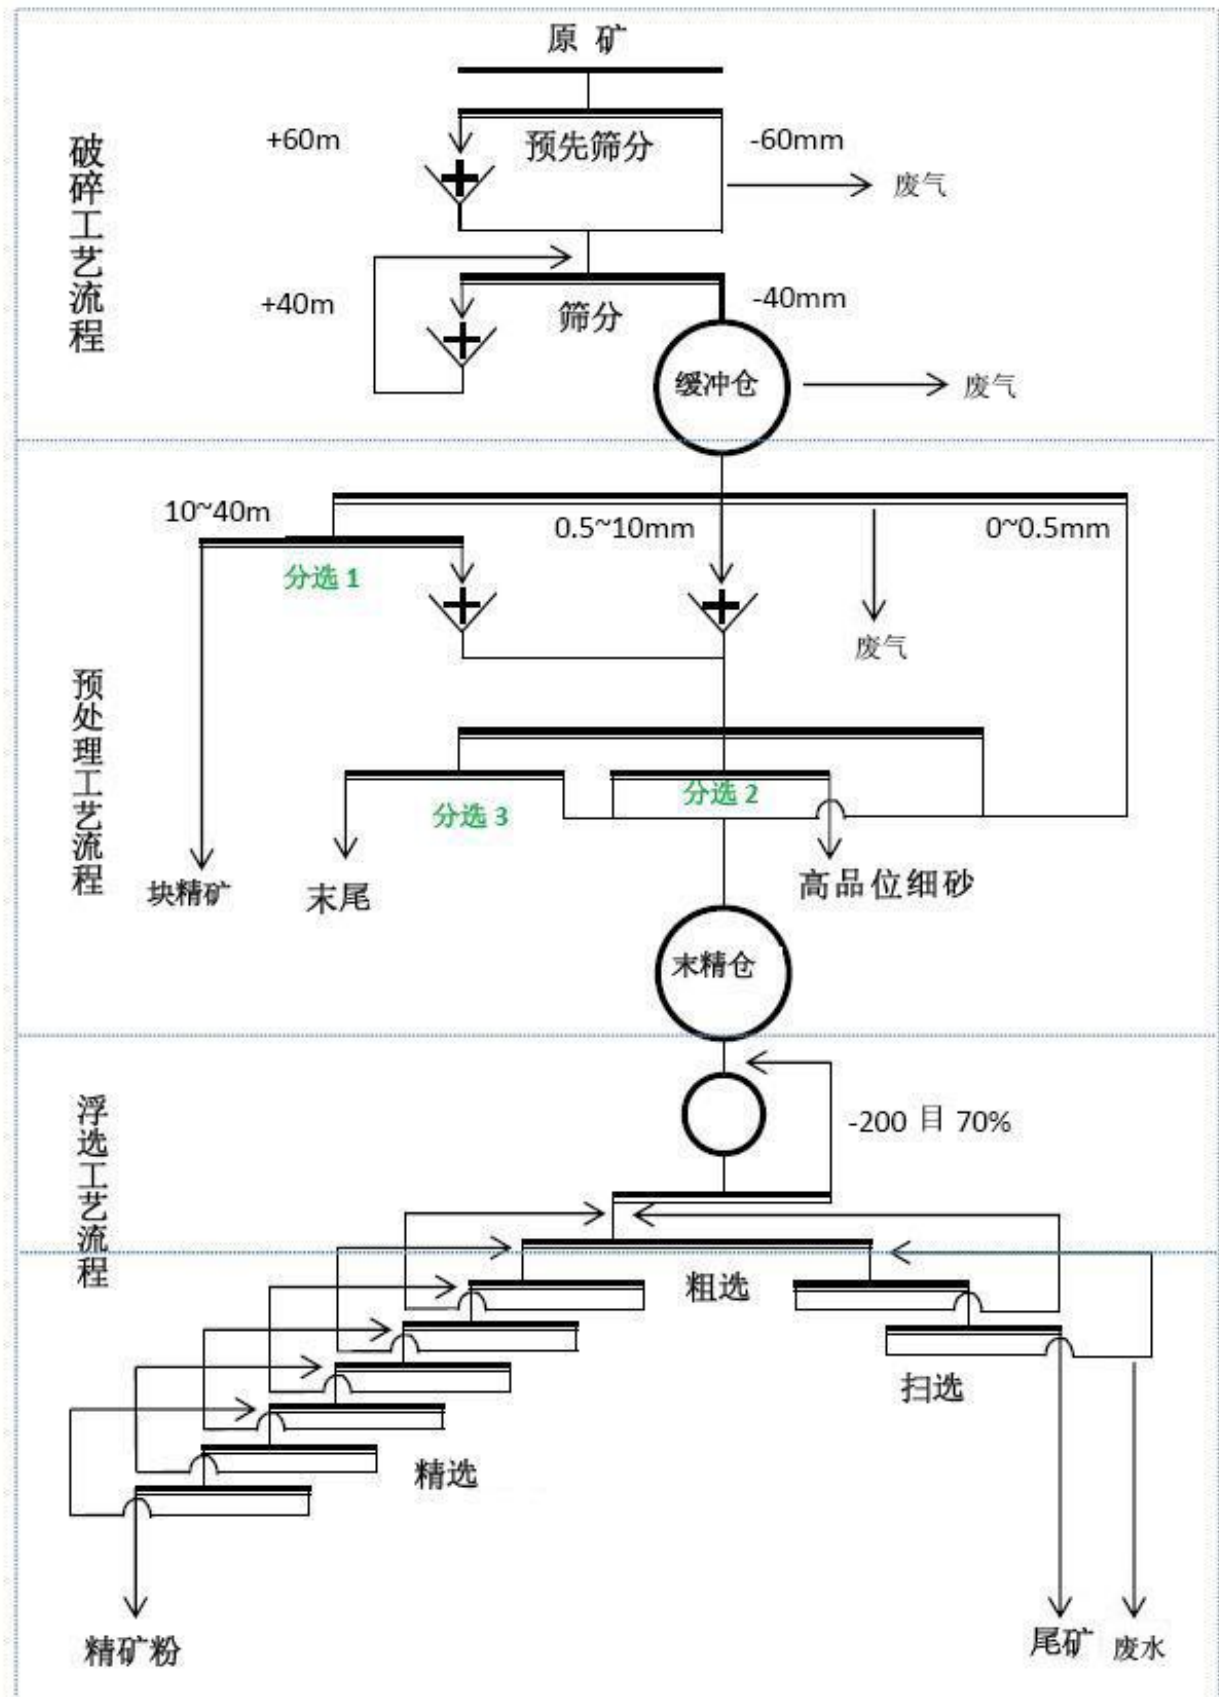 原 矿
破碎工艺流程
+60m
预先筛分
-60mm
废气
+40m
筛分
-40mm
缓冲仓
废气
10~40m
0.5~10mm
0~0.5mm
分选 1
废气
预处理工艺流程
分选 2
分选 3
块精矿
末尾
高品位细砂
末精仓
浮选工艺流程
-200 目 70%
粗选
扫选
精选
精矿粉
尾矿
废水